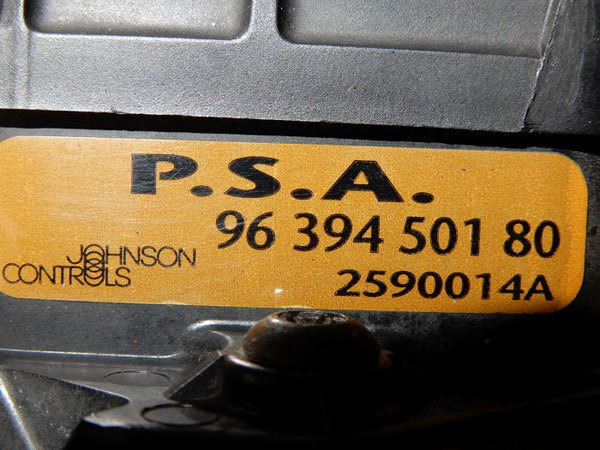 P.S.A.
96 394 501 80
JOHNSON
CONTROLS
2590014A